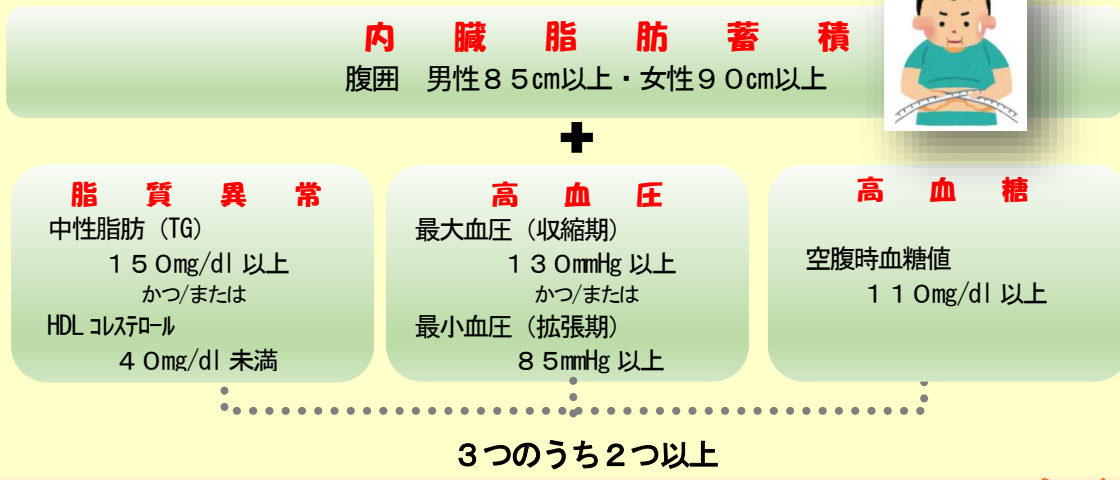 内臓脂肪蓄積
腹囲 男性８５cm以上・女性９０cm以上
+
脂質異常
中性脂肪（TG）
１５０mg/dl 以上
かつ/または
HDL ｺﾚｽﾃﾛｰﾙ
４０mg/dl 未満
高血圧
最大血圧（収縮期）
１３０mmHg 以上
かつ/または
最小血圧（拡張期）
８５mmHg 以上
高血糖
空腹時血糖値
１１０mg/dl 以上
３つのうち２つ以上